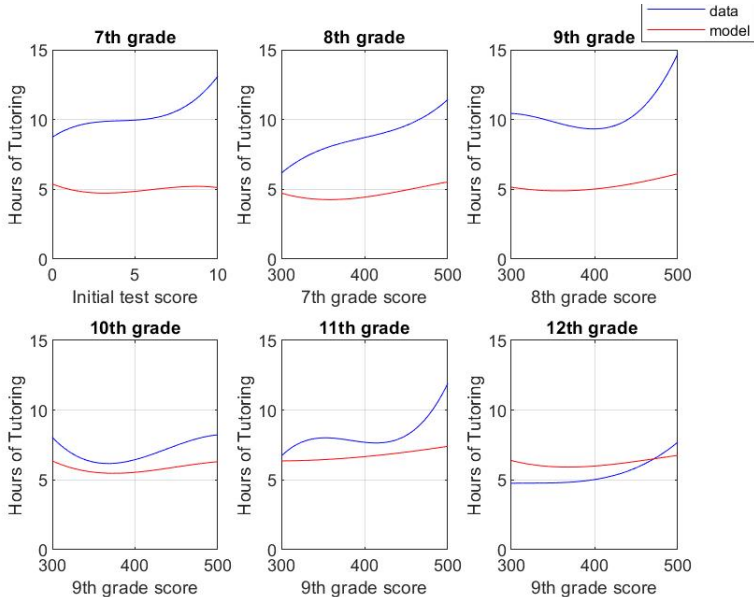 data
model
7th grade
8th grade
9th grade
15
10
5
0
Hours of Tutoring
0
5
10
Initial test score
15
10
5
0
Hours of Tutoring
300
400
500
7th grade score
15
10
5
0
Hours of Tutoring
300
400
500
8th grade score
10th grade
11th grade
12th grade
15
10
5
0
Hours of Tutoring
300
400
500
9th grade score
15
10
5
0
Hours of Tutoring
300
400
500
9th grade score
15
10
5
0
Hours of Tutoring
300
400
500
9th grade score